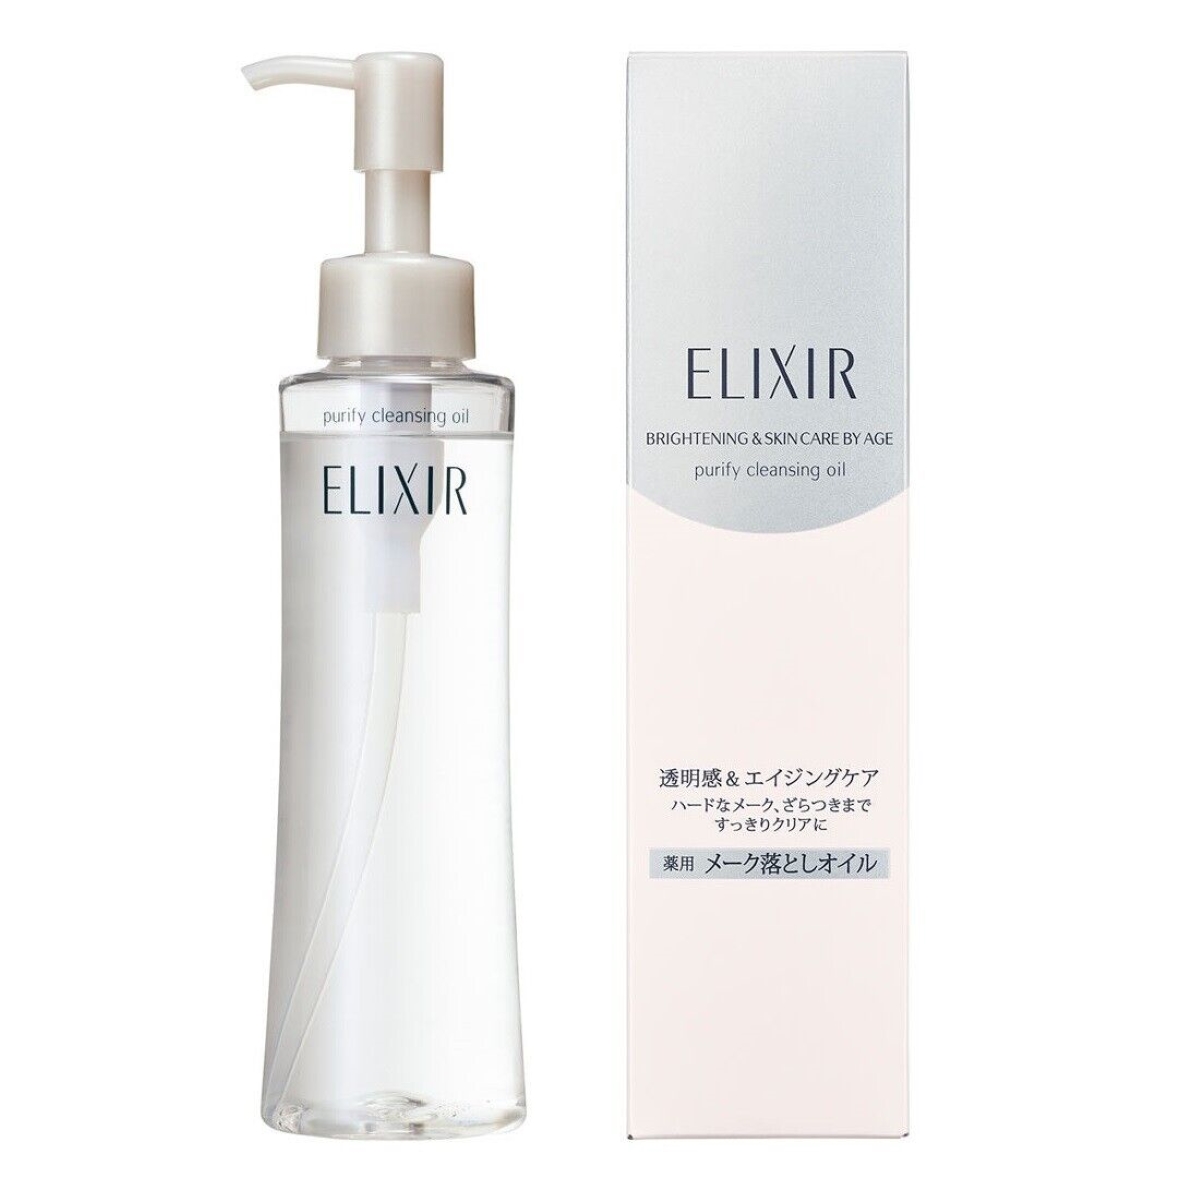 purify cleansing oil
ELIXIR
ELIXIR
BRIGHTENING & SKIN CARE BY AGE
purify cleansing oil
透明感&エイジングケア
ハードなメーク、ざらつきまで
すっきりクリアに
薬用 メーク落としオイル